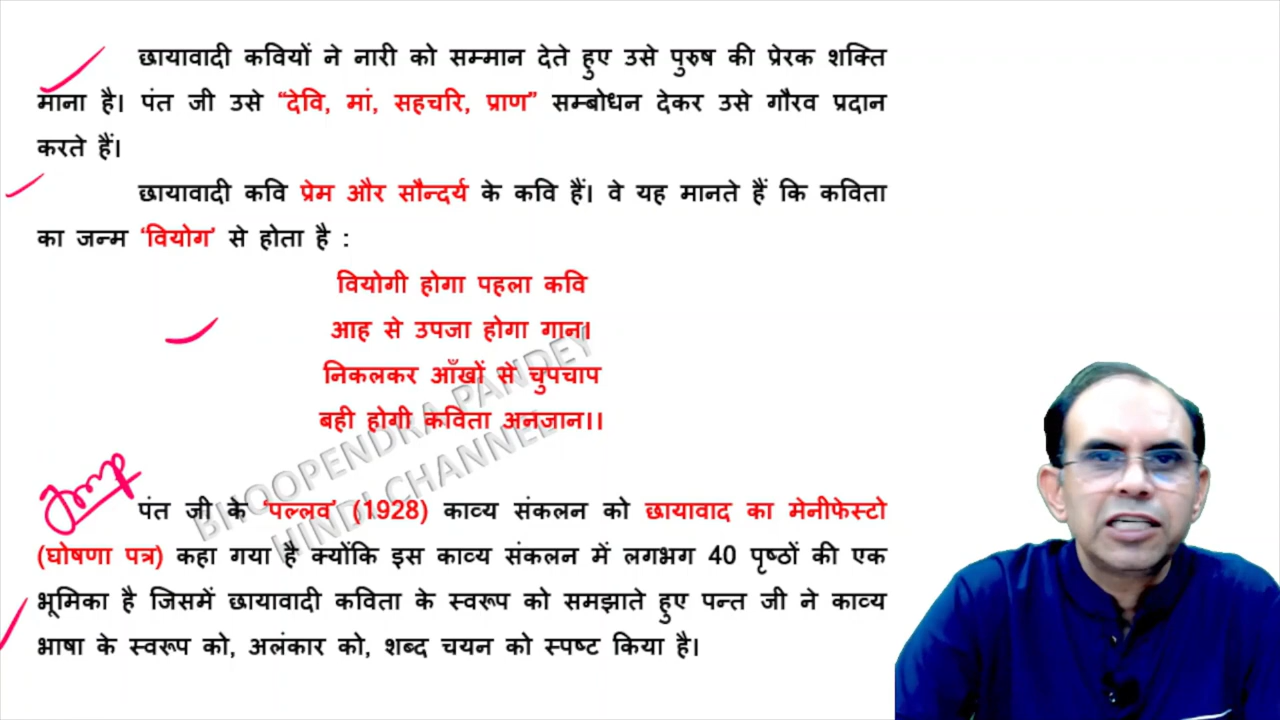 छायावादी कवियों ने नारी को सम्मान देते हुए उसे पुरुष की प्रेरक शक्ति
माना है। पंत जी उसे “देवि, मां, सहचरि, प्राण” सम्बोधन देकर उसे गौरव प्रदान
करते हैं।
छायावादी कवि प्रेम और सौन्दर्य के कवि हैं। वे यह मानते हैं कि कविता
का जन्म ‘वियोग’ से होता है :
वियोगी होगा पहला कवि
आह से उपजा होगा गान।
निकलकर आँखों से चुपचाप
बही होगी कविता अनजान।।
BHOOPENDRA PANDEY
HINDI CHANNEL
Imp
पंत जी के ‘पल्लव’ (1928) काव्य संकलन को छायावाद का मेनीफेस्टो
(घोषणा पत्र) कहा गया है क्योंकि इस काव्य संकलन में लगभग 40 पृष्ठों की एक
भूमिका है जिसमें छायावादी कविता के स्वरूप को समझाते हुए पन्त जी ने काव्य
भाषा के स्वरूप को, अलंकार को, शब्द चयन को स्पष्ट किया है।